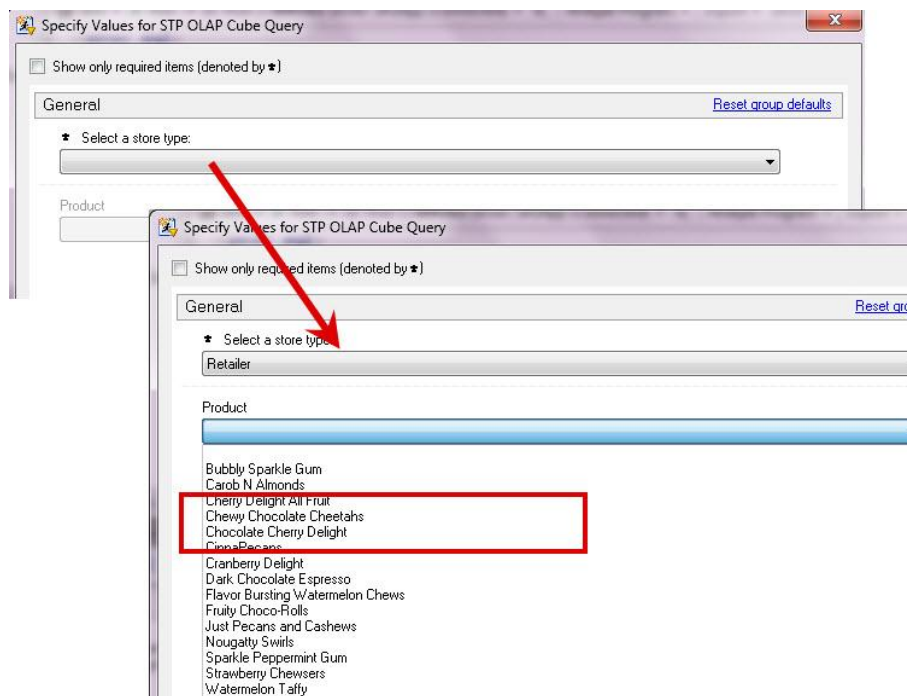 Specify Values for STP OLAP Cube Query
Show only required items (denoted by *)
General Reset group defaults
* Select a store type:
Product
Specify Values for STP OLAP Cube Query
Show only required items (denoted by *)
General Reset gro
* Select a store type
Retailer
Product
Bubbly Sparkle Gum
Carob N Almonds
Cherry Delight All Fruit
Chewy Chocolate Cheetahs
Chocolate Cherry Delight
CinnaPecans
Cranberry Delight
Dark Chocolate Espresso
Flavor Bursting Watermelon Chews
Fruity Choco-Rolls
Just Pecans and Cashews
Nougatty Swirls
Sparkle Peppermint Gum
Strawberry Chewsers
Watermelon Taffy